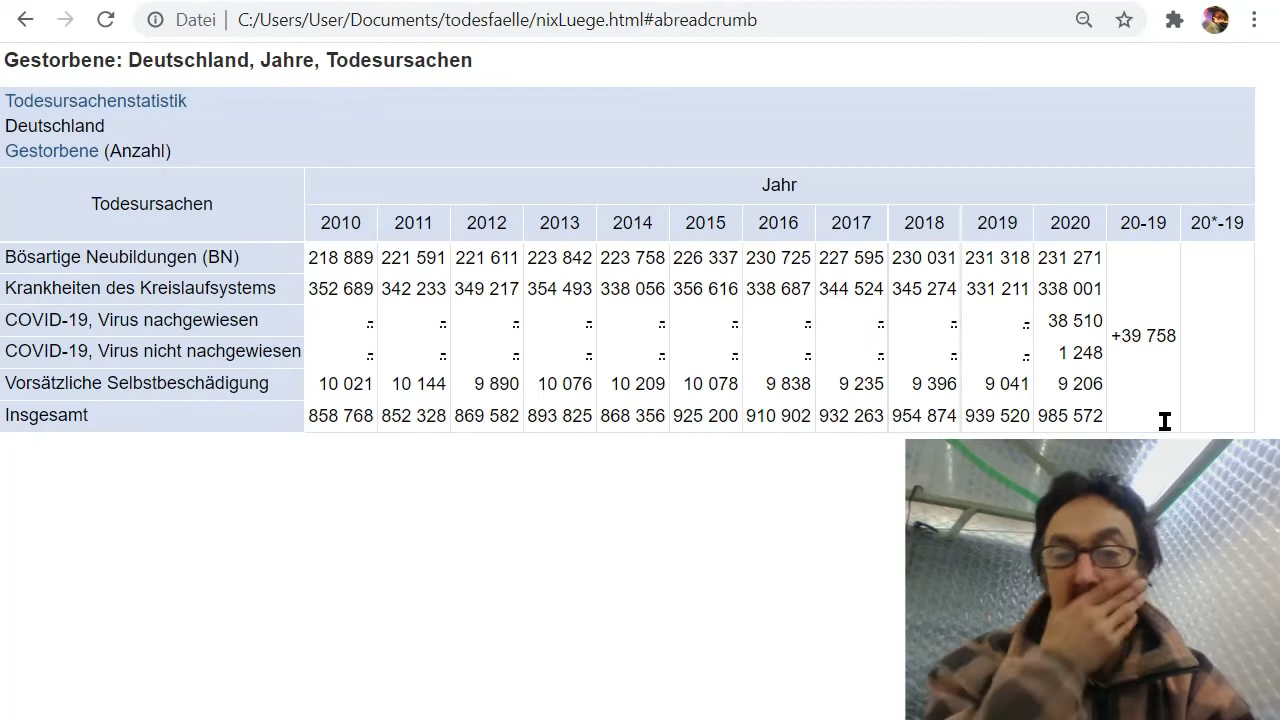 Datei C:/Users/User/Documents/todesfaelle/nixLuege.html#abreadcrumb
Gestorbene: Deutschland, Jahre, Todesursachen
Todesursachenstatistik
Deutschland
Gestorbene (Anzahl)
Todesursachen Jahr
2010 2011 2012 2013 2014 2015 2016 2017 2018 2019 2020 20-19 20*-19
Bösartige Neubildungen (BN) 218 889 221 591 221 611 223 842 223 758 226 337 230 725 227 595 230 031 231 318 231 271
Krankheiten des Kreislaufsystems 352 689 342 233 349 217 354 493 338 056 356 616 338 687 344 524 345 274 331 211 338 001
COVID-19, Virus nachgewiesen - - - - - - - - - - 38 510
+39 758
COVID-19, Virus nicht nachgewiesen - - - - - - - - - - 1 248
Vorsätzliche Selbstbeschädigung 10 021 10 144 9 890 10 076 10 209 10 078 9 838 9 235 9 396 9 041 9 206
Insgesamt 858 768 852 328 869 582 893 825 868 356 925 200 910 902 932 263 954 874 939 520 985 572